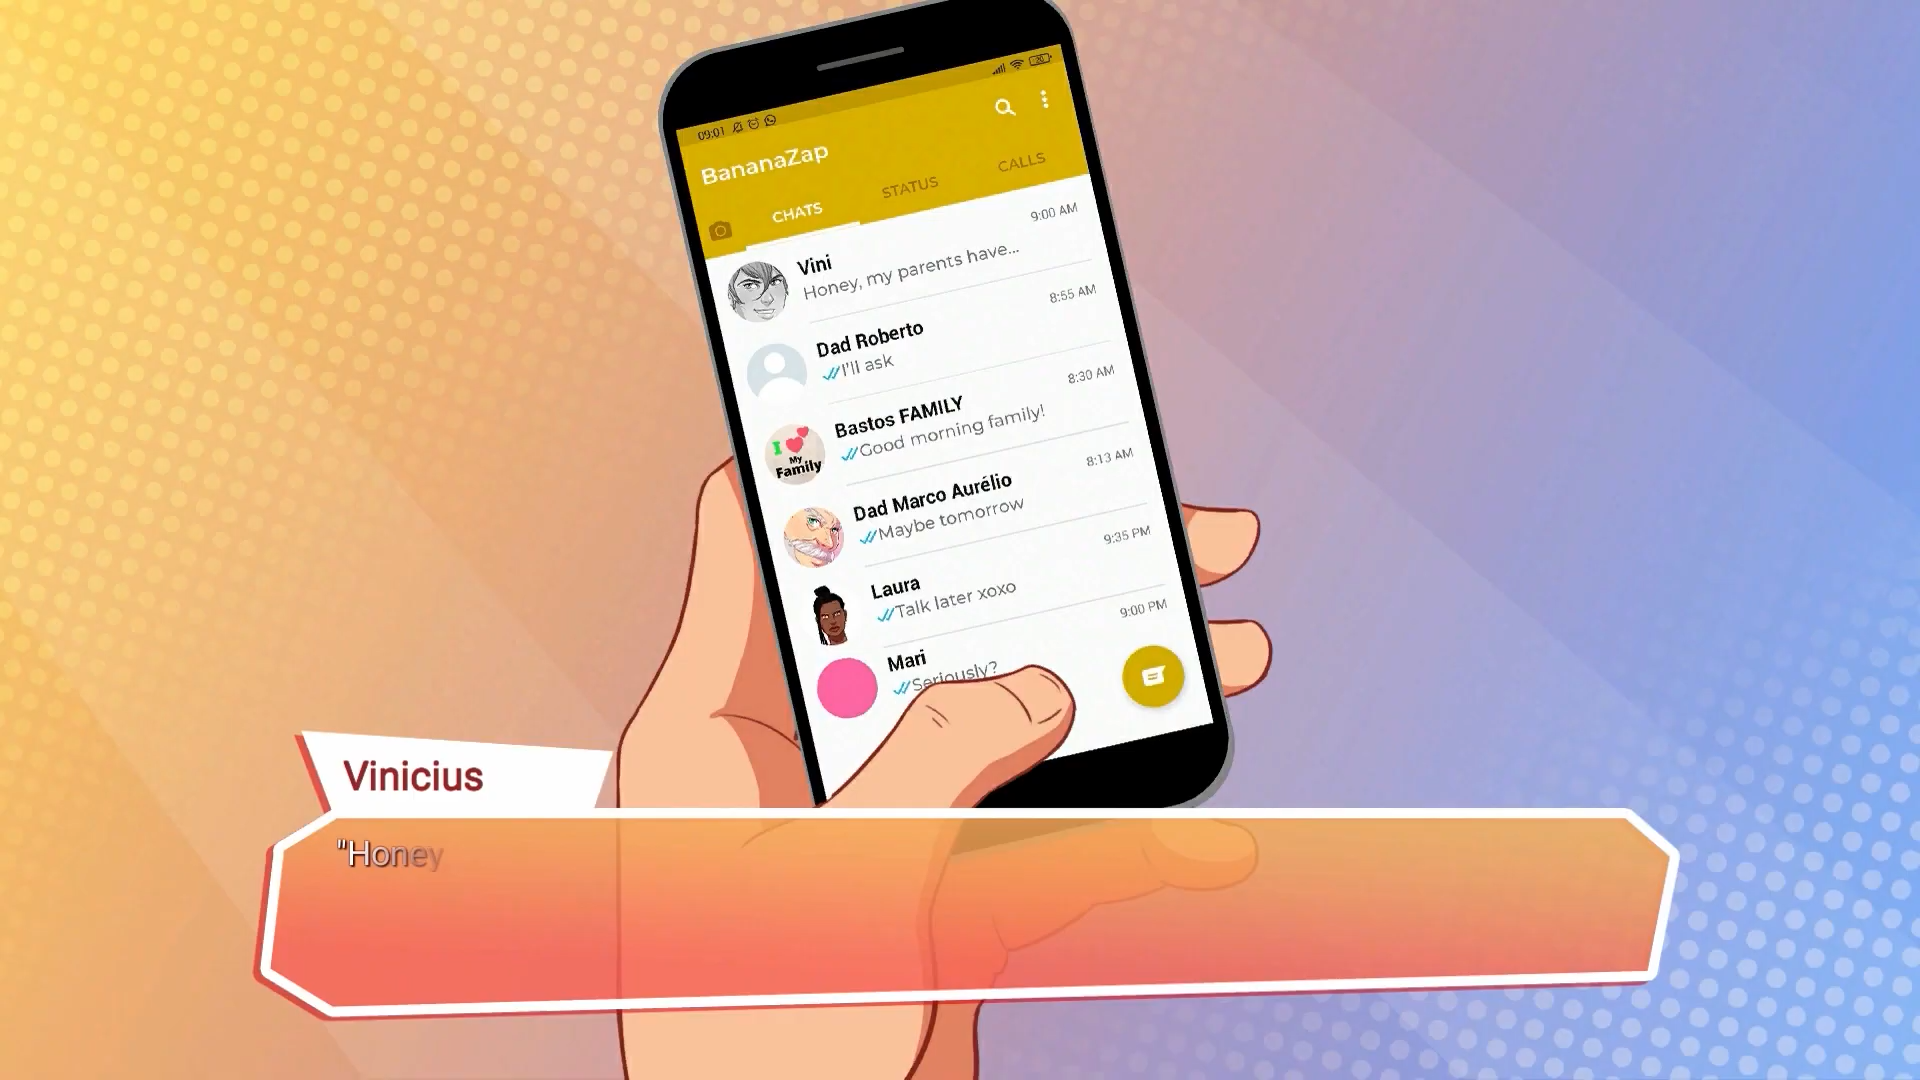 09:01
20
BananaZap
CHATS STATUS CALLS
Vini 9:00 AM
Honey, my parents have...
Dad Roberto 8:55 AM
I'll ask
Bastos FAMILY 8:30 AM
Good morning family!
I
My
Family
Dad Marco Aurélio 8:13 AM
Maybe tomorrow
Laura 9:35 PM
Talk later xoxo
Mari 9:00 PM
Seriously?
Vinicius
"Honey